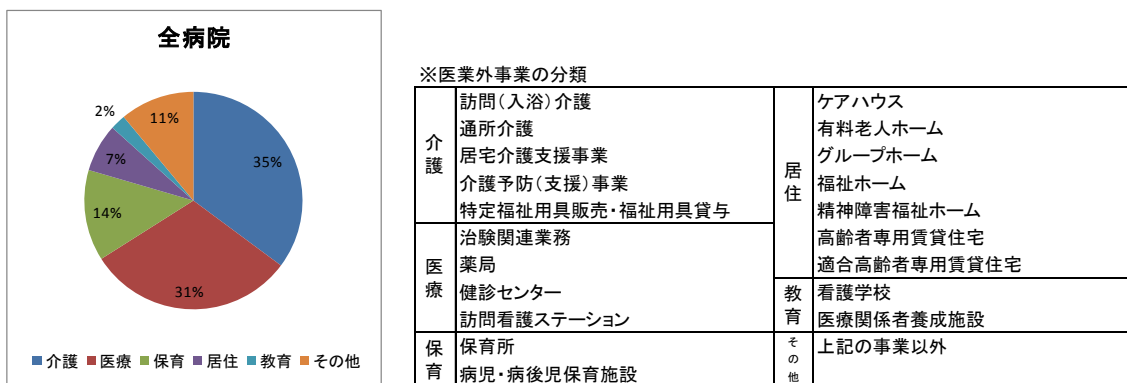 全病院
35%
31%
14%
7%
2%
11%
介護 医療 保育 居住 教育 その他
※医業外事業の分類
介護
訪問(入浴)介護
通所介護
居宅介護支援事業
介護予防(支援)事業
特定福祉用具販売・福祉用具貸与
医療
治験関連業務
薬局
健診センター
訪問看護ステーション
保育
保育所
病児・病後児保育施設
居住
ケアハウス
有料老人ホーム
グループホーム
福祉ホーム
精神障害福祉ホーム
高齢者専用賃貸住宅
適合高齢者専用賃貸住宅
教育
看護学校
医療関係者養成施設
その他
上記の事業以外